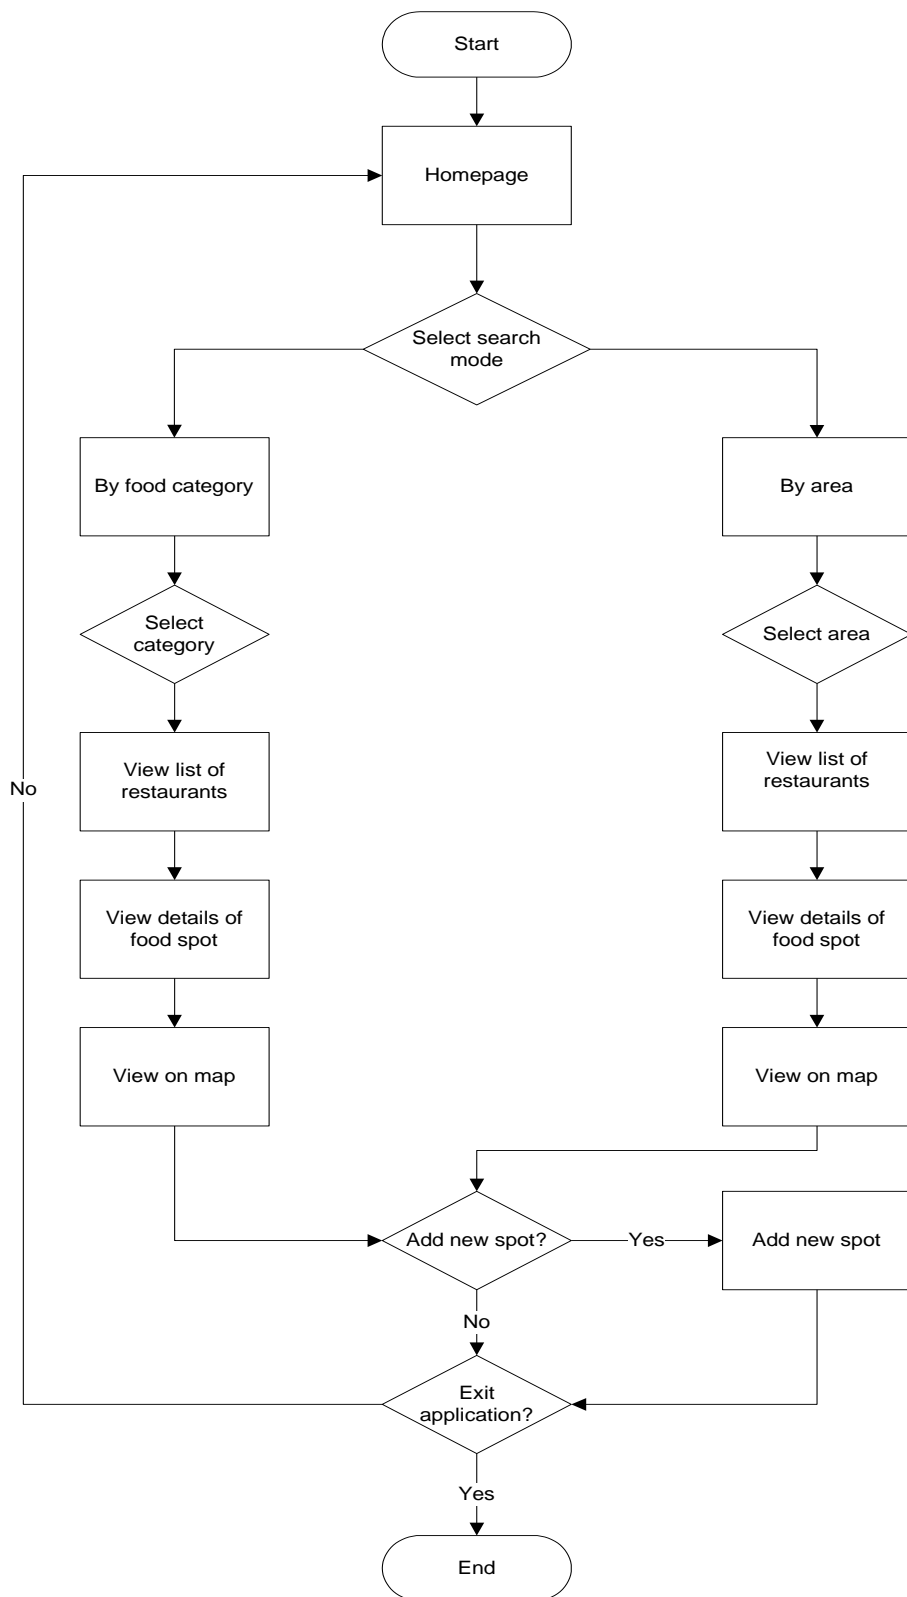 Start
Homepage
Select search
mode
By food category
By area
Select
category
Select area
View list of
restaurants
View list of
restaurants
No
View details of
food spot
View details of
food spot
View on map
View on map
Add new spot?
Yes
Add new spot
No
Exit
application?
Yes
End